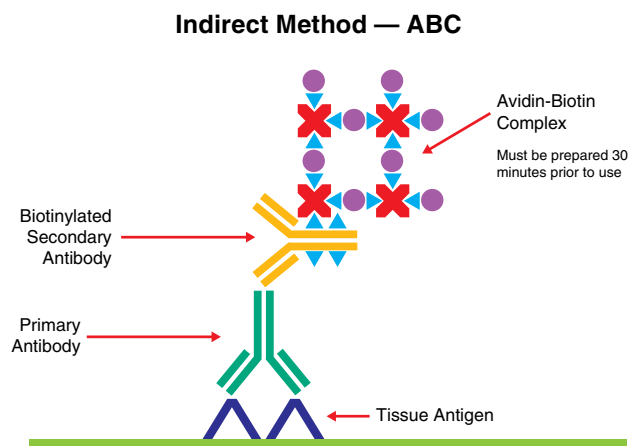 Indirect Method — ABC
Avidin-Biotin
Complex
Must be prepared 30
minutes prior to use
Biotinylated
Secondary
Antibody
Primary
Antibody
Tissue Antigen